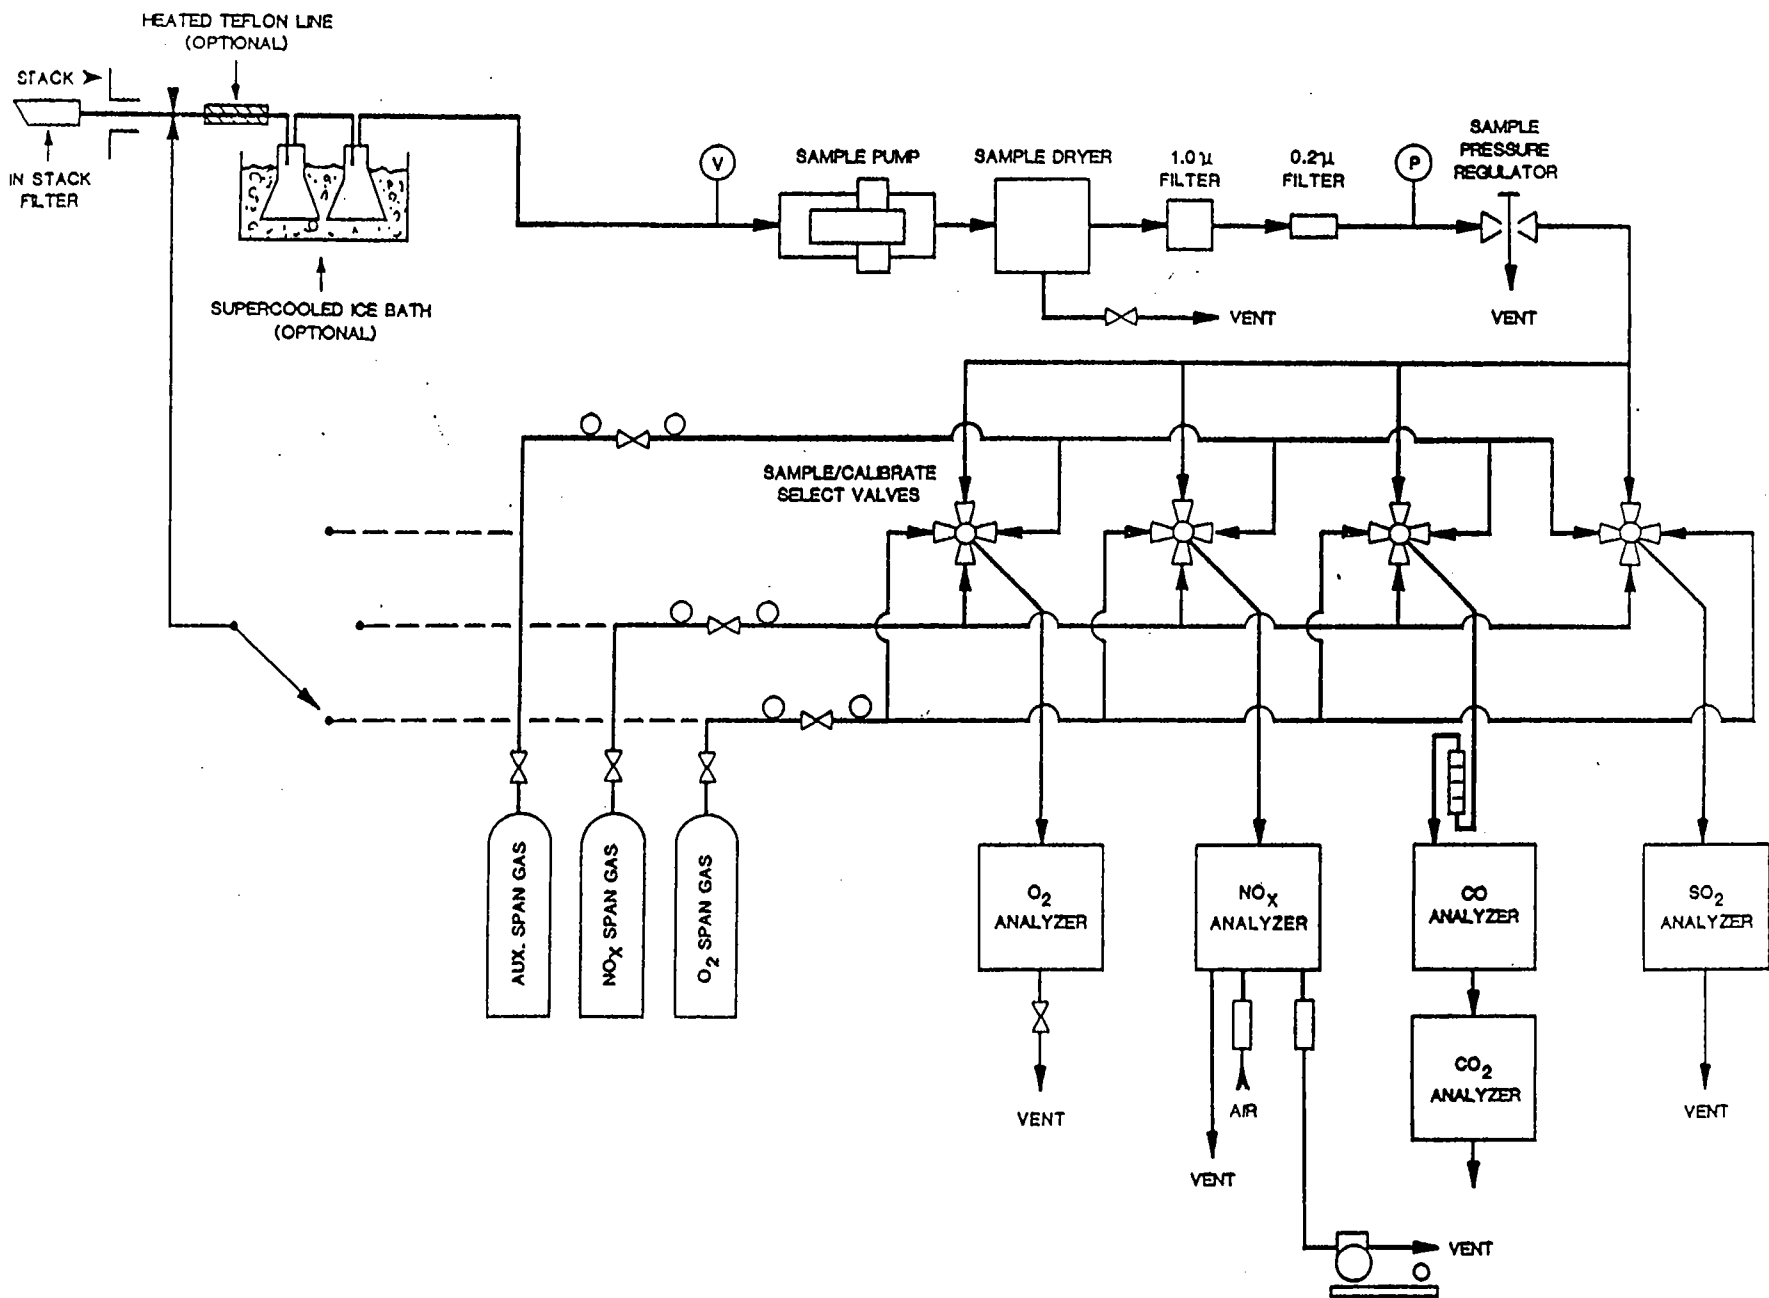 HEATED TEFLON LINE
(OPTIONAL)
STACK
IN STACK
FILTER
SUPERCOOLED ICE BATH
(OPTIONAL)
V
SAMPLE PUMP
SAMPLE DRYER
1.0 μ
FILTER
0.2μ
FILTER
P
SAMPLE
PRESSURE
REGULATOR
VENT
VENT
SAMPLE/CALIBRATE
SELECT VALVES
AUX. SPAN GAS
NOX SPAN GAS
O2 SPAN GAS
O2
ANALYZER
NOX
ANALYZER
CO
ANALYZER
SO2
ANALYZER
CO2
ANALYZER
VENT
AIR
VENT
VENT
VENT